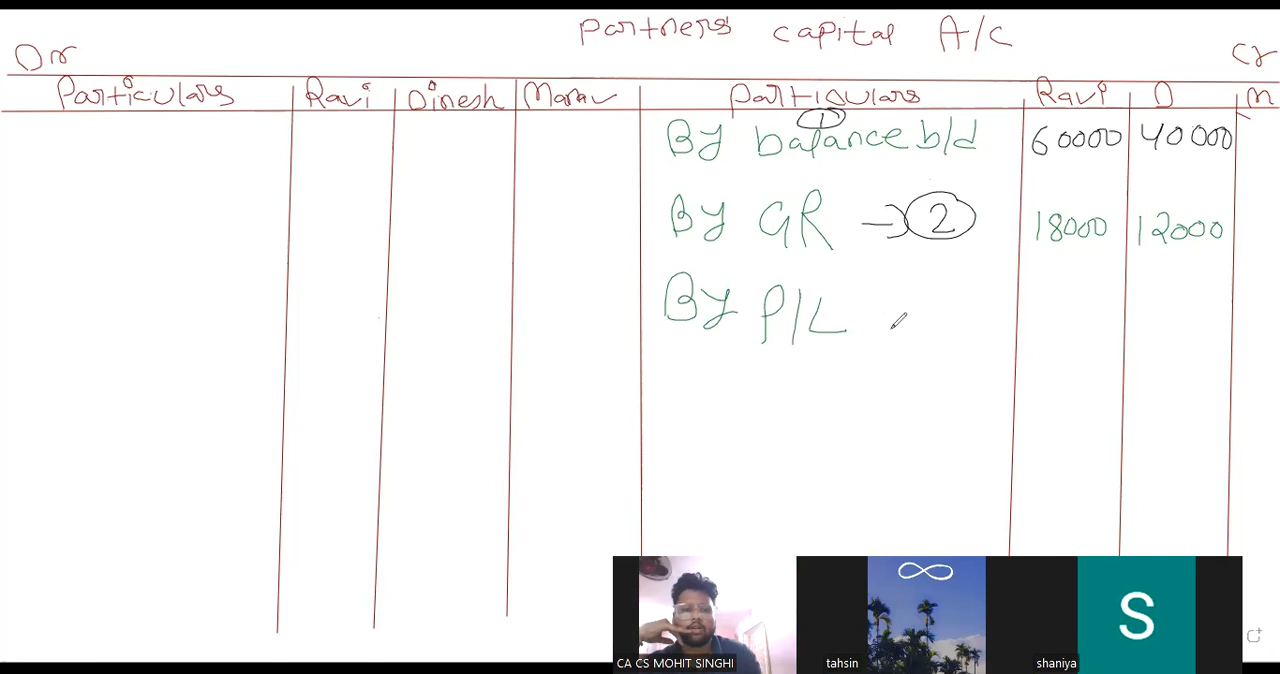 Partners capital A/C
Dr Cr
Particulars Ravi Dinesh Particulars Ravi D M
1
By balance b/d 60000 40000
By GR → 2 18000 12000
By P/L
CA CS MOHIT SINGHI tahsin shaniya
S